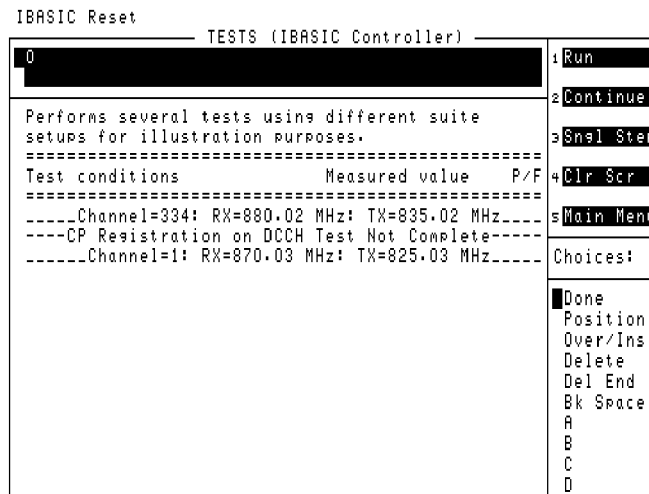 IBASIC Reset
TESTS (IBASIC Controller)
0
Performs several tests using different suite
setups for illustration purposes.
==================================================
Test conditions Measured value P/F
==================================================
_____Channel=334: RX=880.02 MHz: TX=835.02 MHz____
----CP Registration on DCCH Test Not Complete-----
______Channel=1: RX=870.03 MHz: TX=825.03 MHz_____
1 Run
2 Continue
3 Sngl Step
4 Clr Scr
5 Main Menu
Choices:
Done
Position
Over/Ins
Delete
Del End
Bk Space
A
B
C
D